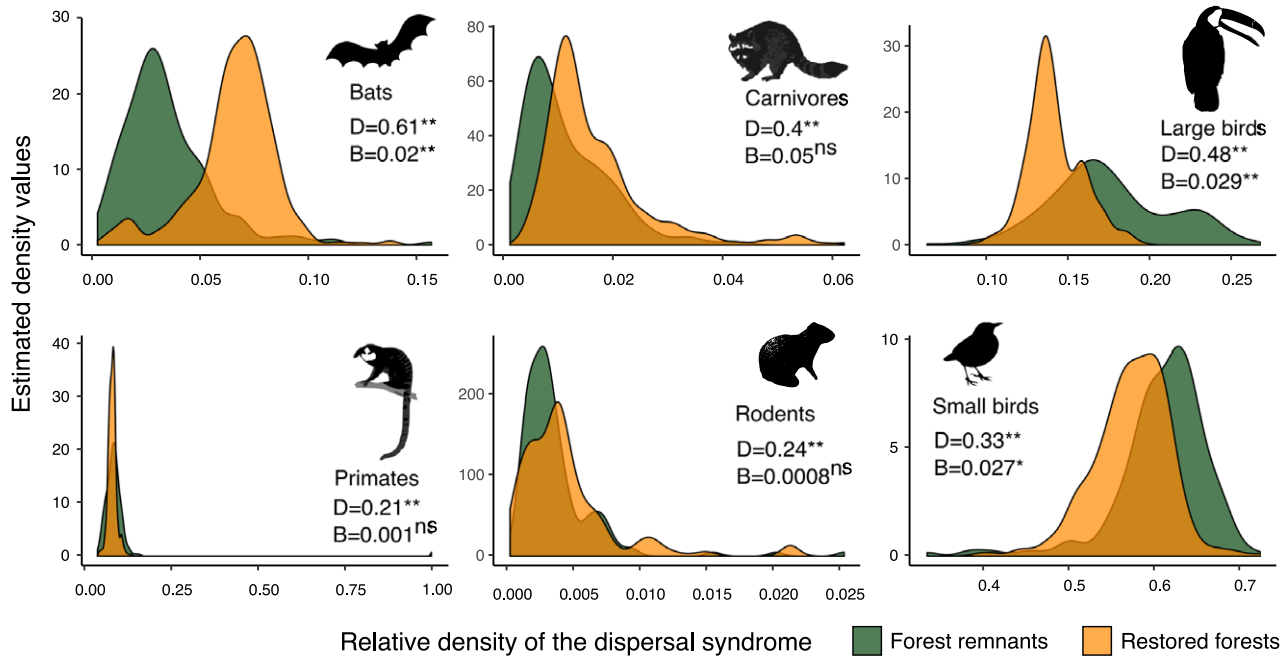 Estimated density values
30
20
10
0
0.00 0.05 0.10 0.15
Bats
D=0.61**
B=0.02**
80
60
40
20
0
0.00 0.02 0.04 0.06
Carnivores
D=0.4**
B=0.05ns
30
20
10
0
0.10 0.15 0.20 0.25
Large birds
D=0.48**
B=0.029**
40
30
20
10
0
0.00 0.25 0.50 0.75 1.00
Primates
D=0.21**
B=0.001ns
200
100
0
0.000 0.005 0.010 0.015 0.020 0.025
Rodents
D=0.24**
B=0.0008ns
10
5
0
0.4 0.5 0.6 0.7
Small birds
D=0.33**
B=0.027*
Relative density of the dispersal syndrome
Forest remnants
Restored forests